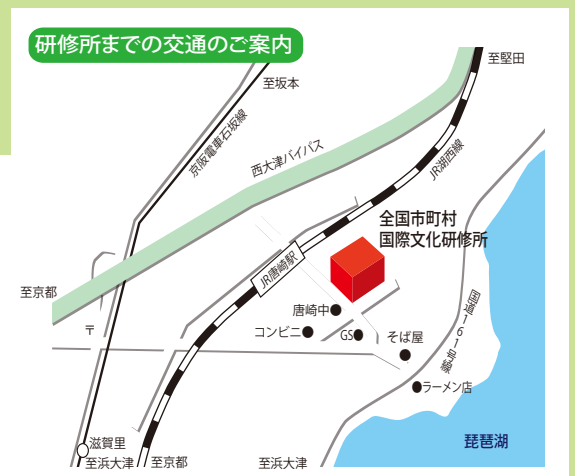 研修所までの交通のご案内
至堅田
至坂本
京阪電車石坂線
西大津バイパス
JR湖西線
全国市町村
国際文化研修所
JR唐崎駅
至京都
唐崎中
国道161号線
〒
コンビニ
GS
そば屋
ラーメン店
滋賀里
琵琶湖
至浜大津
至京都
至浜大津